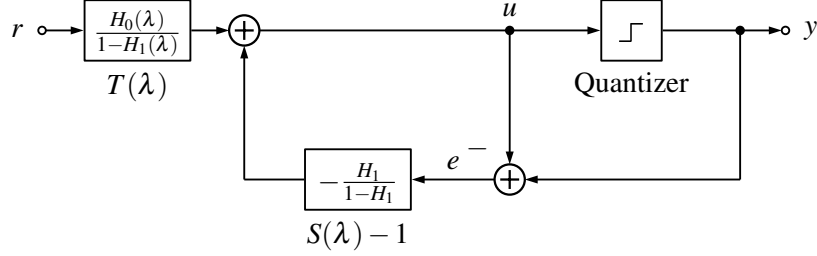 r
H₀(λ)/1−H₁(λ)
T(λ)
+
u
Quantizer
y
e
−
+
−H₁/1−H₁
S(λ)−1